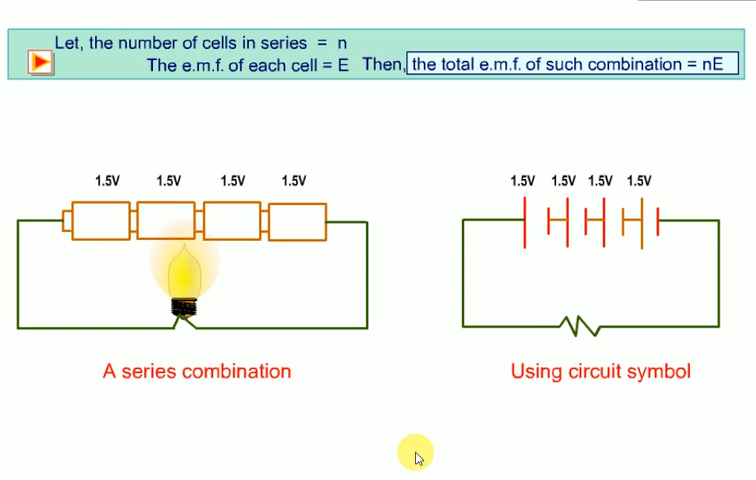 Let, the number of cells in series = n
The e.m.f. of each cell = E Then, the total e.m.f. of such combination = nE
1.5V 1.5V 1.5V 1.5V
1.5V 1.5V 1.5V 1.5V
A series combination
Using circuit symbol